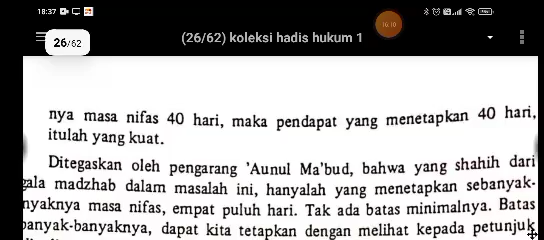 18:37
16:10
26/62
(26/62) koleksi hadis hukum 1
nya masa nifas 40 hari, maka pendapat yang menetapkan 40 hari,
itulah yang kuat.
Ditegaskan oleh pengarang 'Aunul Ma'bud, bahwa yang shahih dari
gala madzhab dalam masalah ini, hanyalah yang menetapkan sebanyak-
nyaknya masa nifas, empat puluh hari. Tak ada batas minimalnya. Batas
banyak-banyaknya, dapat kita tetapkan dengan melihat kepada petunjuk